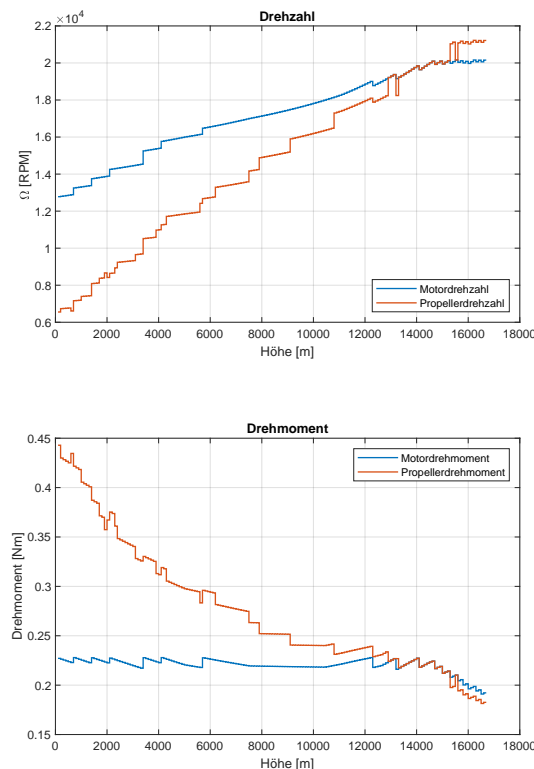 Drehzahl
×10⁴
2.2
2
1.8
1.6
1.4
1.2
1
0.8
0.6
Ω [RPM]
Motordrehzahl
Propellerdrehzahl
0 2000 4000 6000 8000 10000 12000 14000 16000 18000
Höhe [m]
Drehmoment
0.45
0.4
0.35
0.3
0.25
0.2
0.15
Drehmoment [Nm]
Motordrehmoment
Propellerdrehmoment
0 2000 4000 6000 8000 10000 12000 14000 16000 18000
Höhe [m]